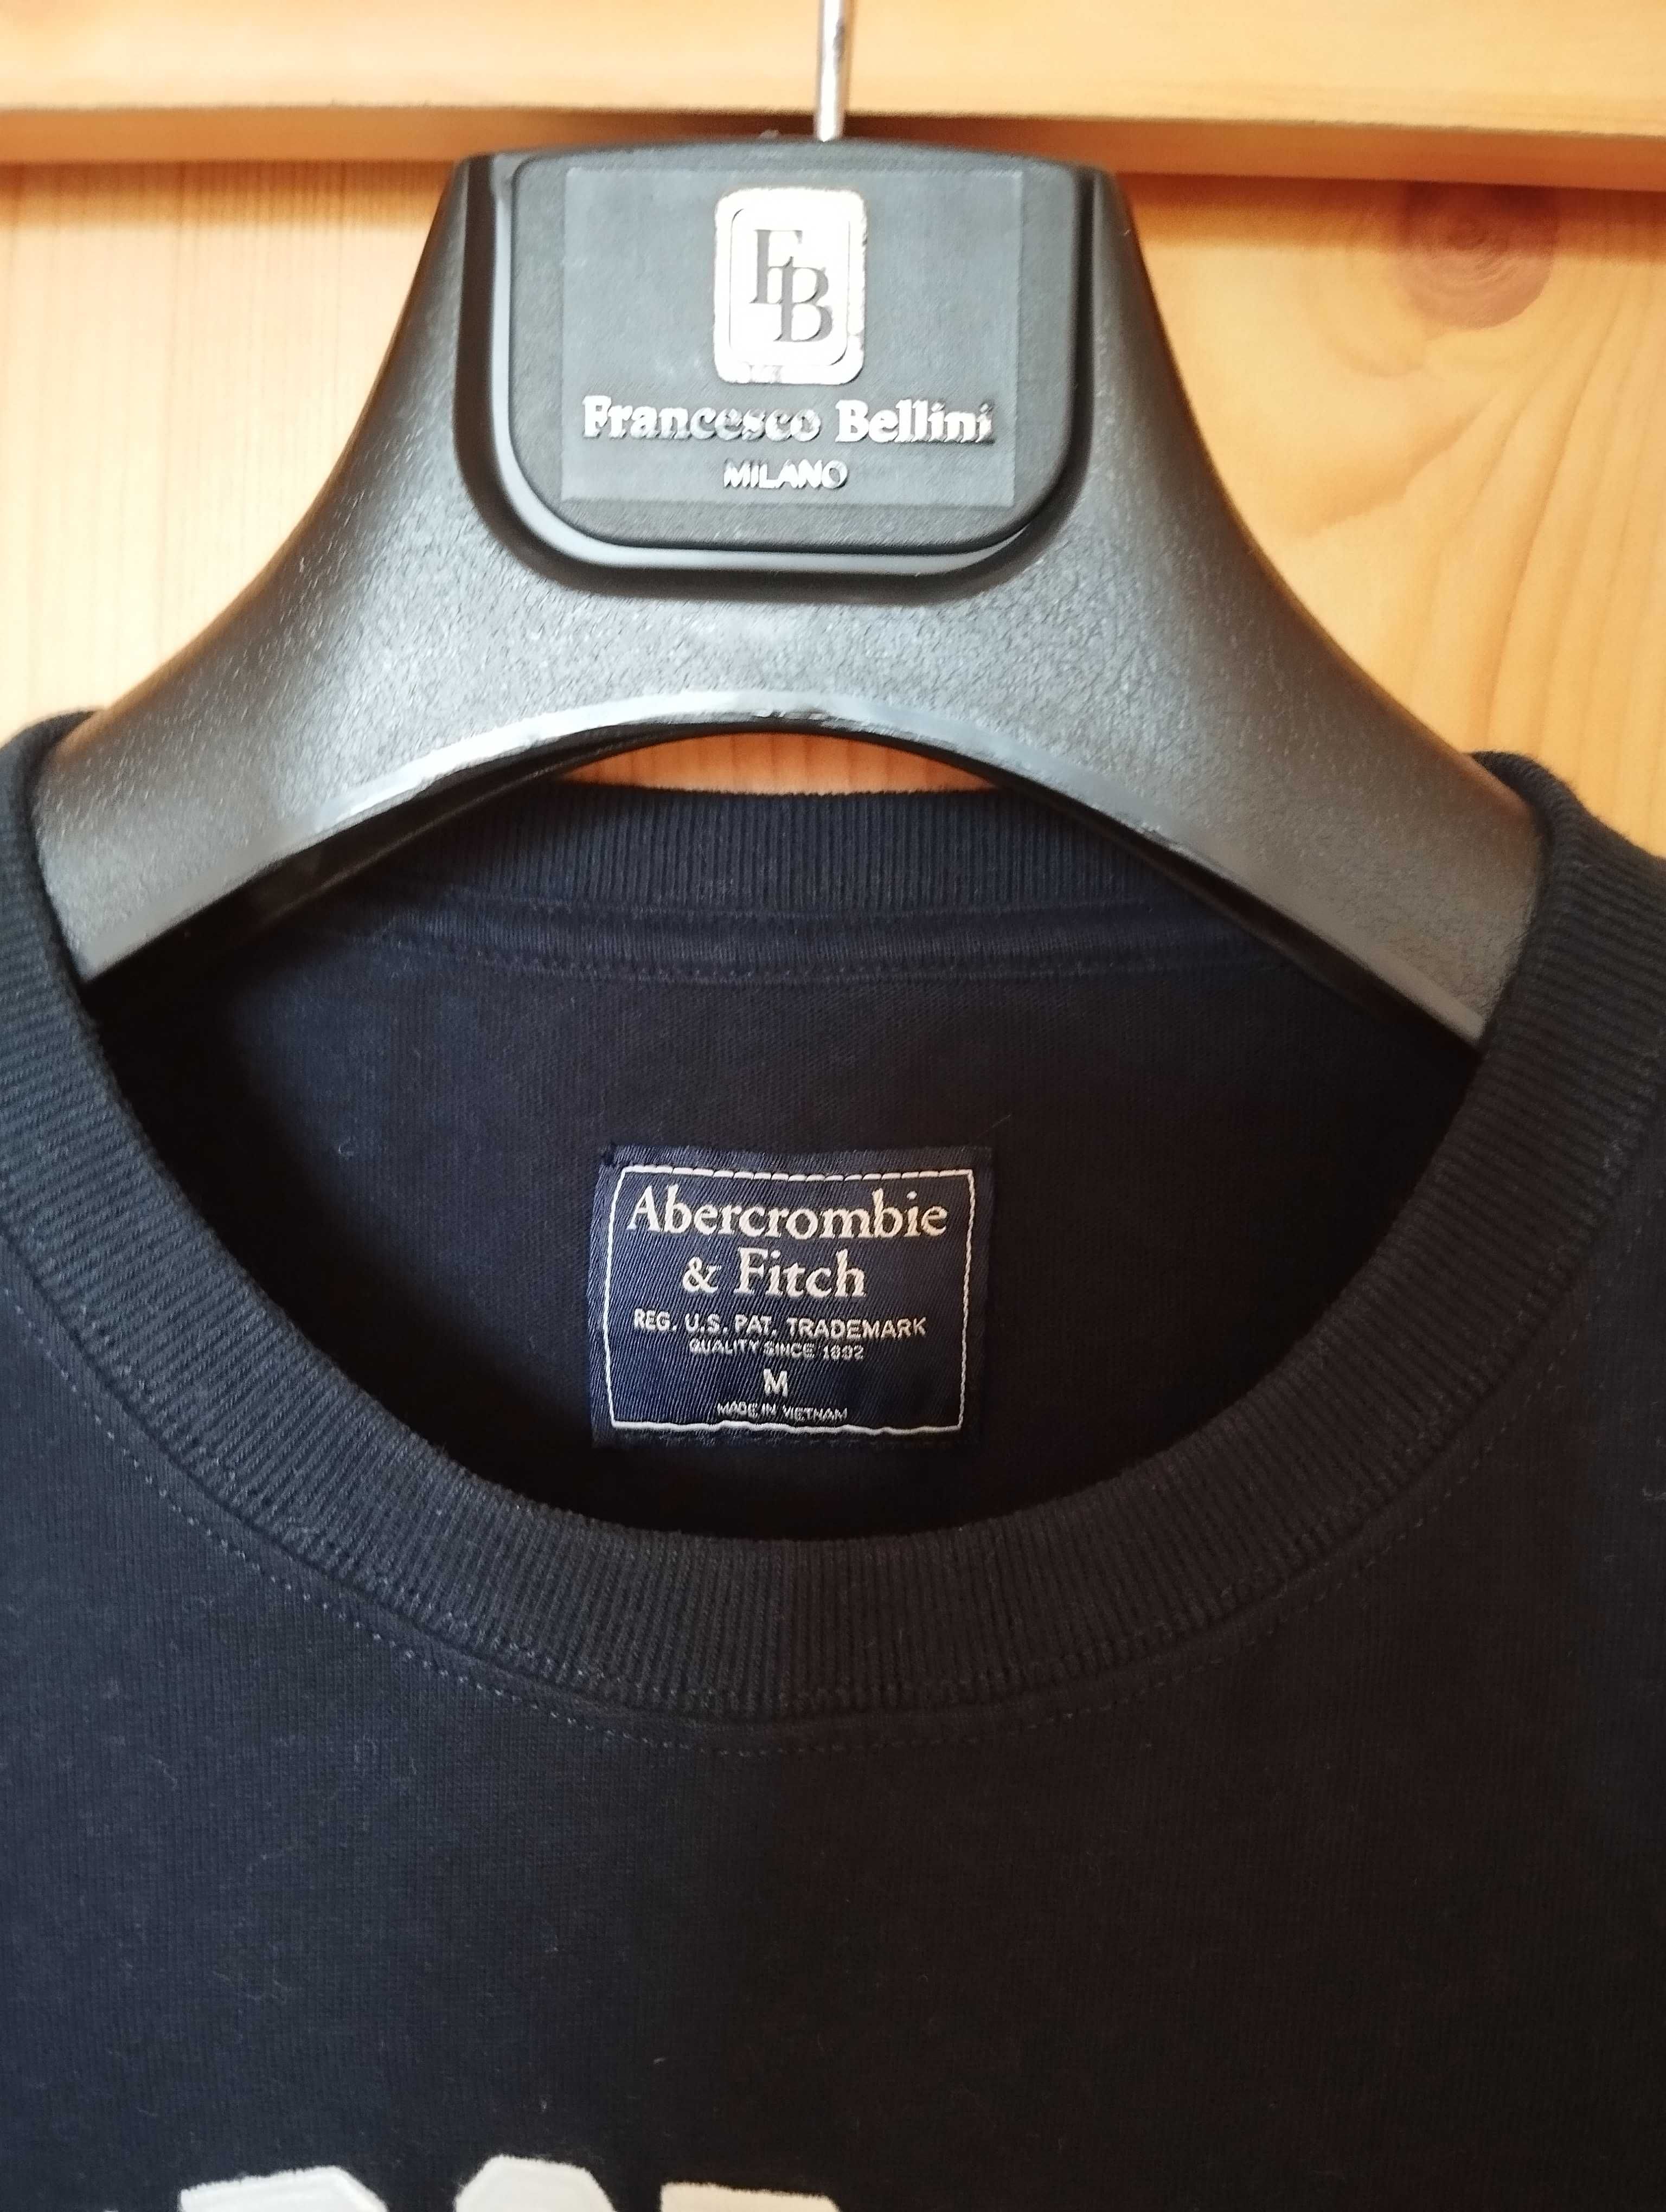 FB
Francesco Bellini
MILANO
Abercrombie
& Fitch
REG. U.S. PAT. TRADEMARK
QUALITY SINCE 1892
M
MADE IN VIETNAM